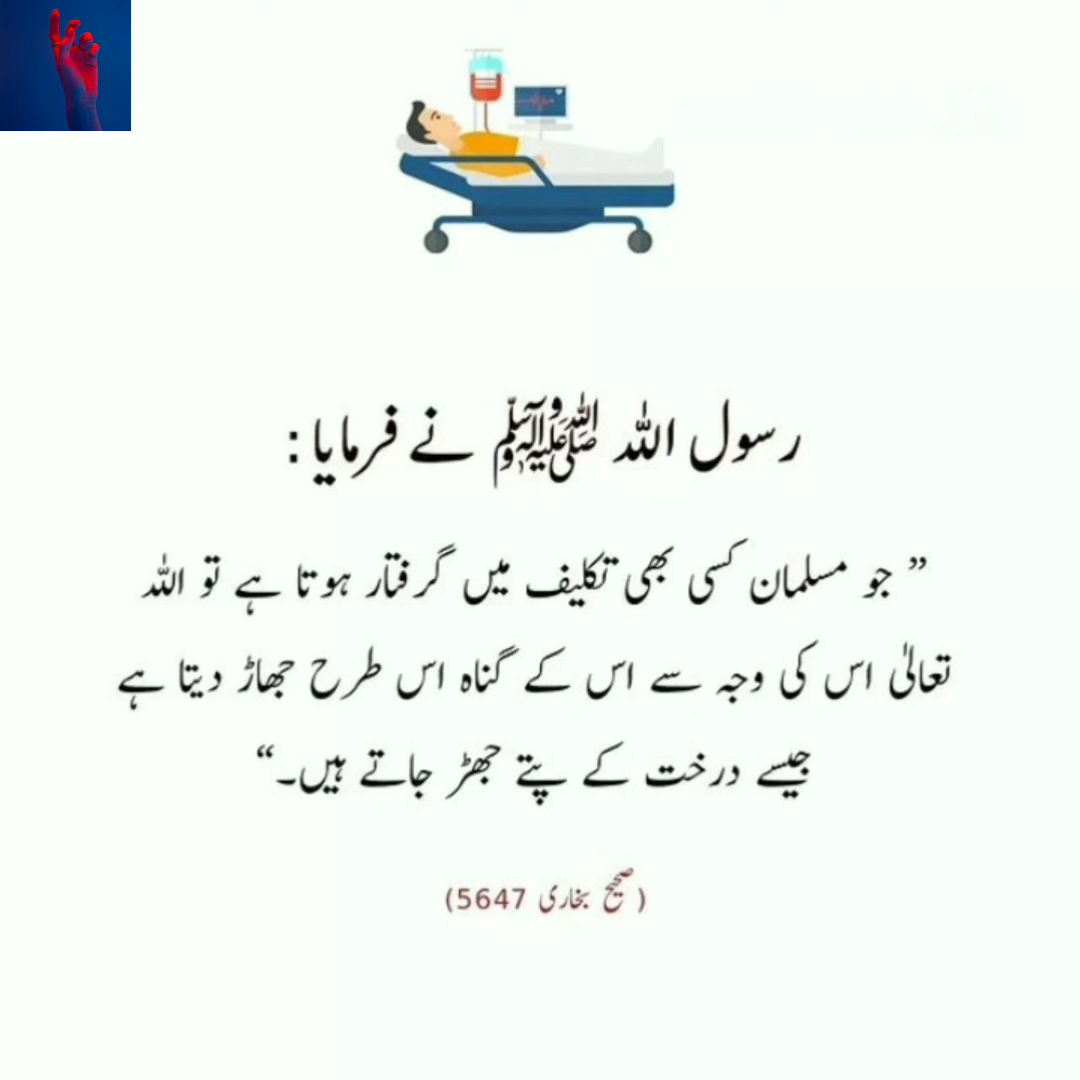 رسول اللہ ﷺ نے فرمایا :
” جو مسلمان کسی بھی تکلیف میں گرفتار ہوتا ہے تو اللہ
تعالیٰ اس کی وجہ سے اس کے گناہ اس طرح جھاڑ دیتا ہے
جیسے درخت کے پتے جھڑ جاتے ہیں۔“
(صحیح بخاری 5647)